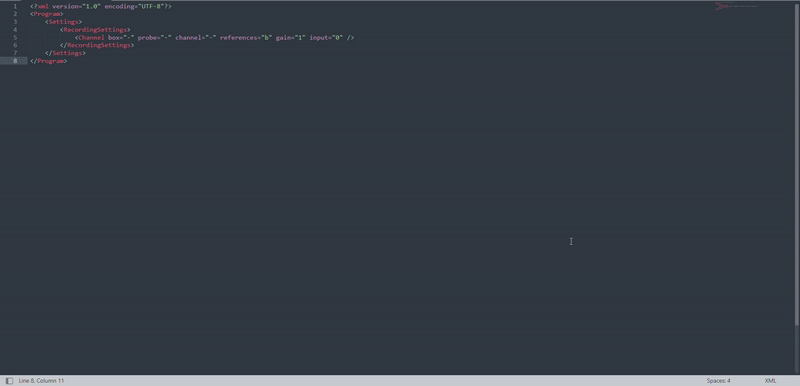 1 <?xml version="1.0" encoding="UTF-8"?>
2 <Program>
3 <Settings>
4 <RecordingSettings>
5 <Channel box="-" probe="-" channel="-" references="b" gain="1" input="0" />
6 </RecordingSettings>
7 </Settings>
8 </Program>
Line 8, Column 11 Spaces: 4 XML